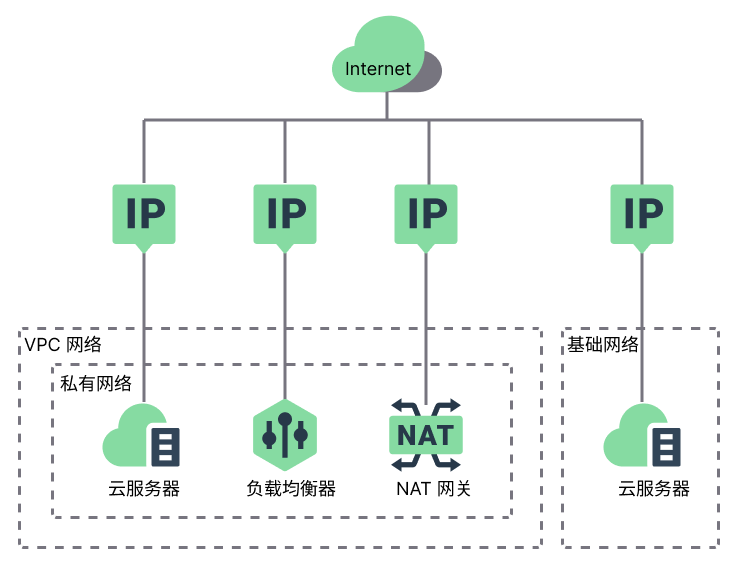 Internet
IP
IP
IP
IP
VPC 网络
基础网络
私有网络
NAT
云服务器
负载均衡器
NAT 网关
云服务器